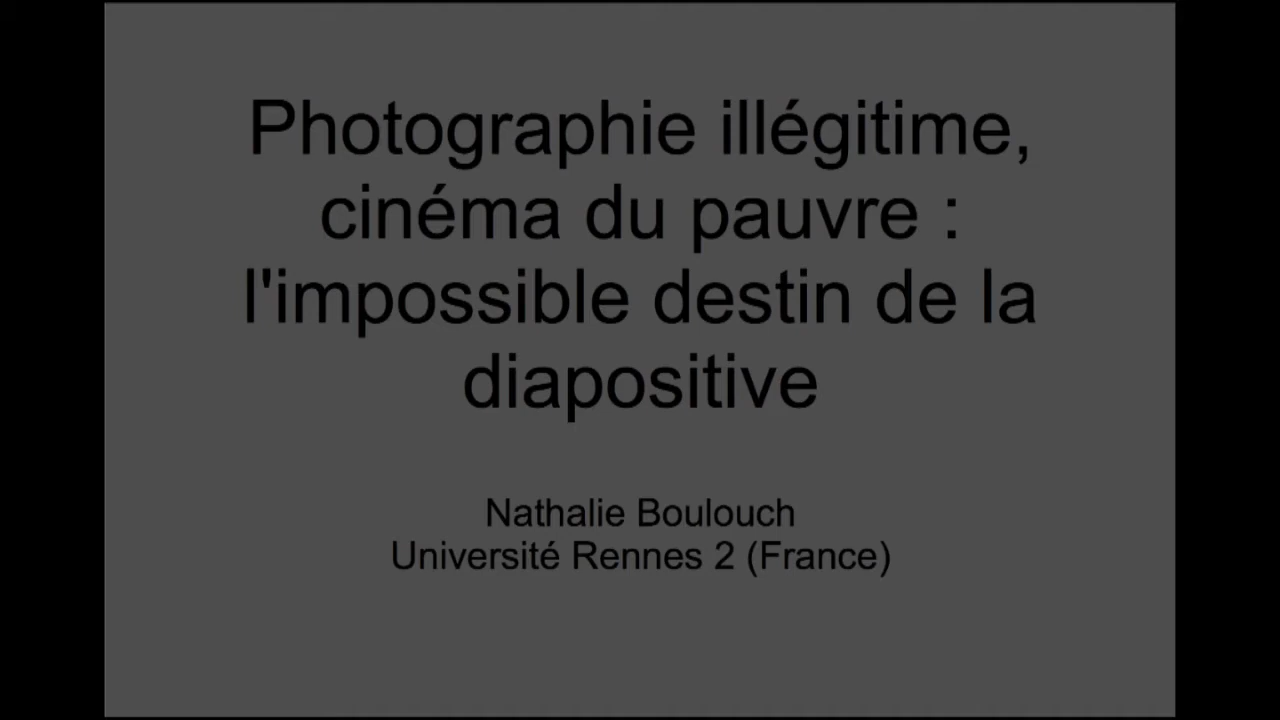 Photographie illégitime,
cinéma du pauvre :
l'impossible destin de la
diapositive
Nathalie Boulouch
Université Rennes 2 (France)